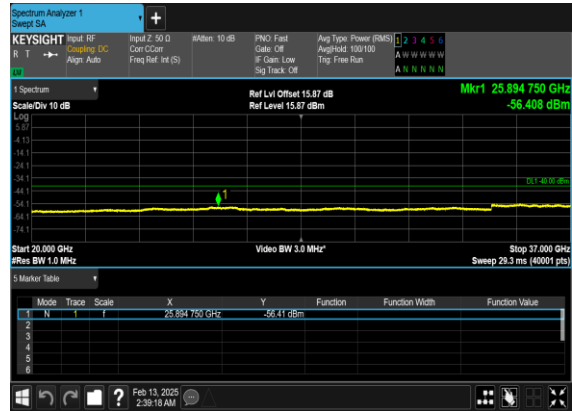 Spectrum Analyzer 1
Swept SA
+
KEYSIGHT
R T
Input: RF
Coupling: DC
Align: Auto
Input Z: 50 Ω
Corr CCorr
Freq Ref: Int (S)
#Atten: 10 dB
PNO: Fast
Gate: Off
IF Gain: Low
Sig Track: Off
Avg Type: Power (RMS)
Avg|Hold: 100/100
Trig: Free Run
1 2 3 4 5 6
A W W W W W
A N N N N N
1 Spectrum
Scale/Div 10 dB
Ref Lvl Offset 15.87 dB
Ref Level 15.87 dBm
Mkr1 25.894 750 GHz
-56.408 dBm
Log
5.87
-4.13
-14.1
-24.1
-34.1
DL1 -40.00 dBm
-44.1
1
-54.1
-64.1
-74.1
Start 20.000 GHz
#Res BW 1.0 MHz
Video BW 3.0 MHz*
Stop 37.000 GHz
Sweep 29.3 ms (40001 pts)
5 Marker Table
Mode Trace Scale X Y Function Function Width Function Value
1 N 1 f 25.894 750 GHz -56.41 dBm
2
3
4
5
6
?
Feb 13, 2025
2:39:18 AM